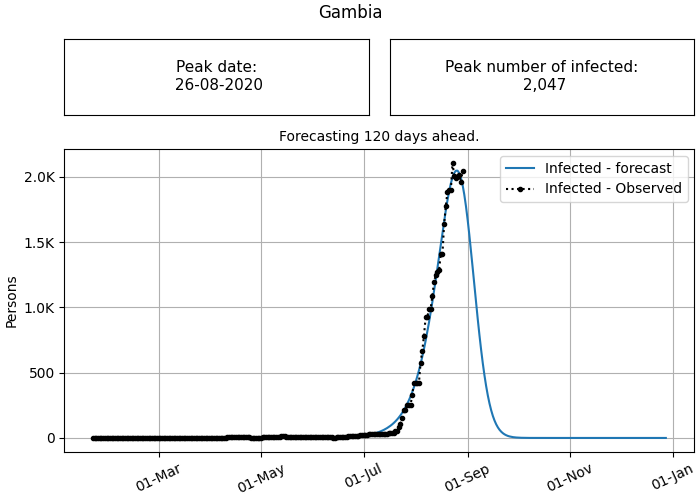 Gambia
Peak date:
26-08-2020
Peak number of infected:
2,047
Forecasting 120 days ahead.
Infected - forecast
Infected - Observed
2.0K
1.5K
1.0K
500
0
Persons
01-Mar
01-May
01-Jul
01-Sep
01-Nov
01-Jan